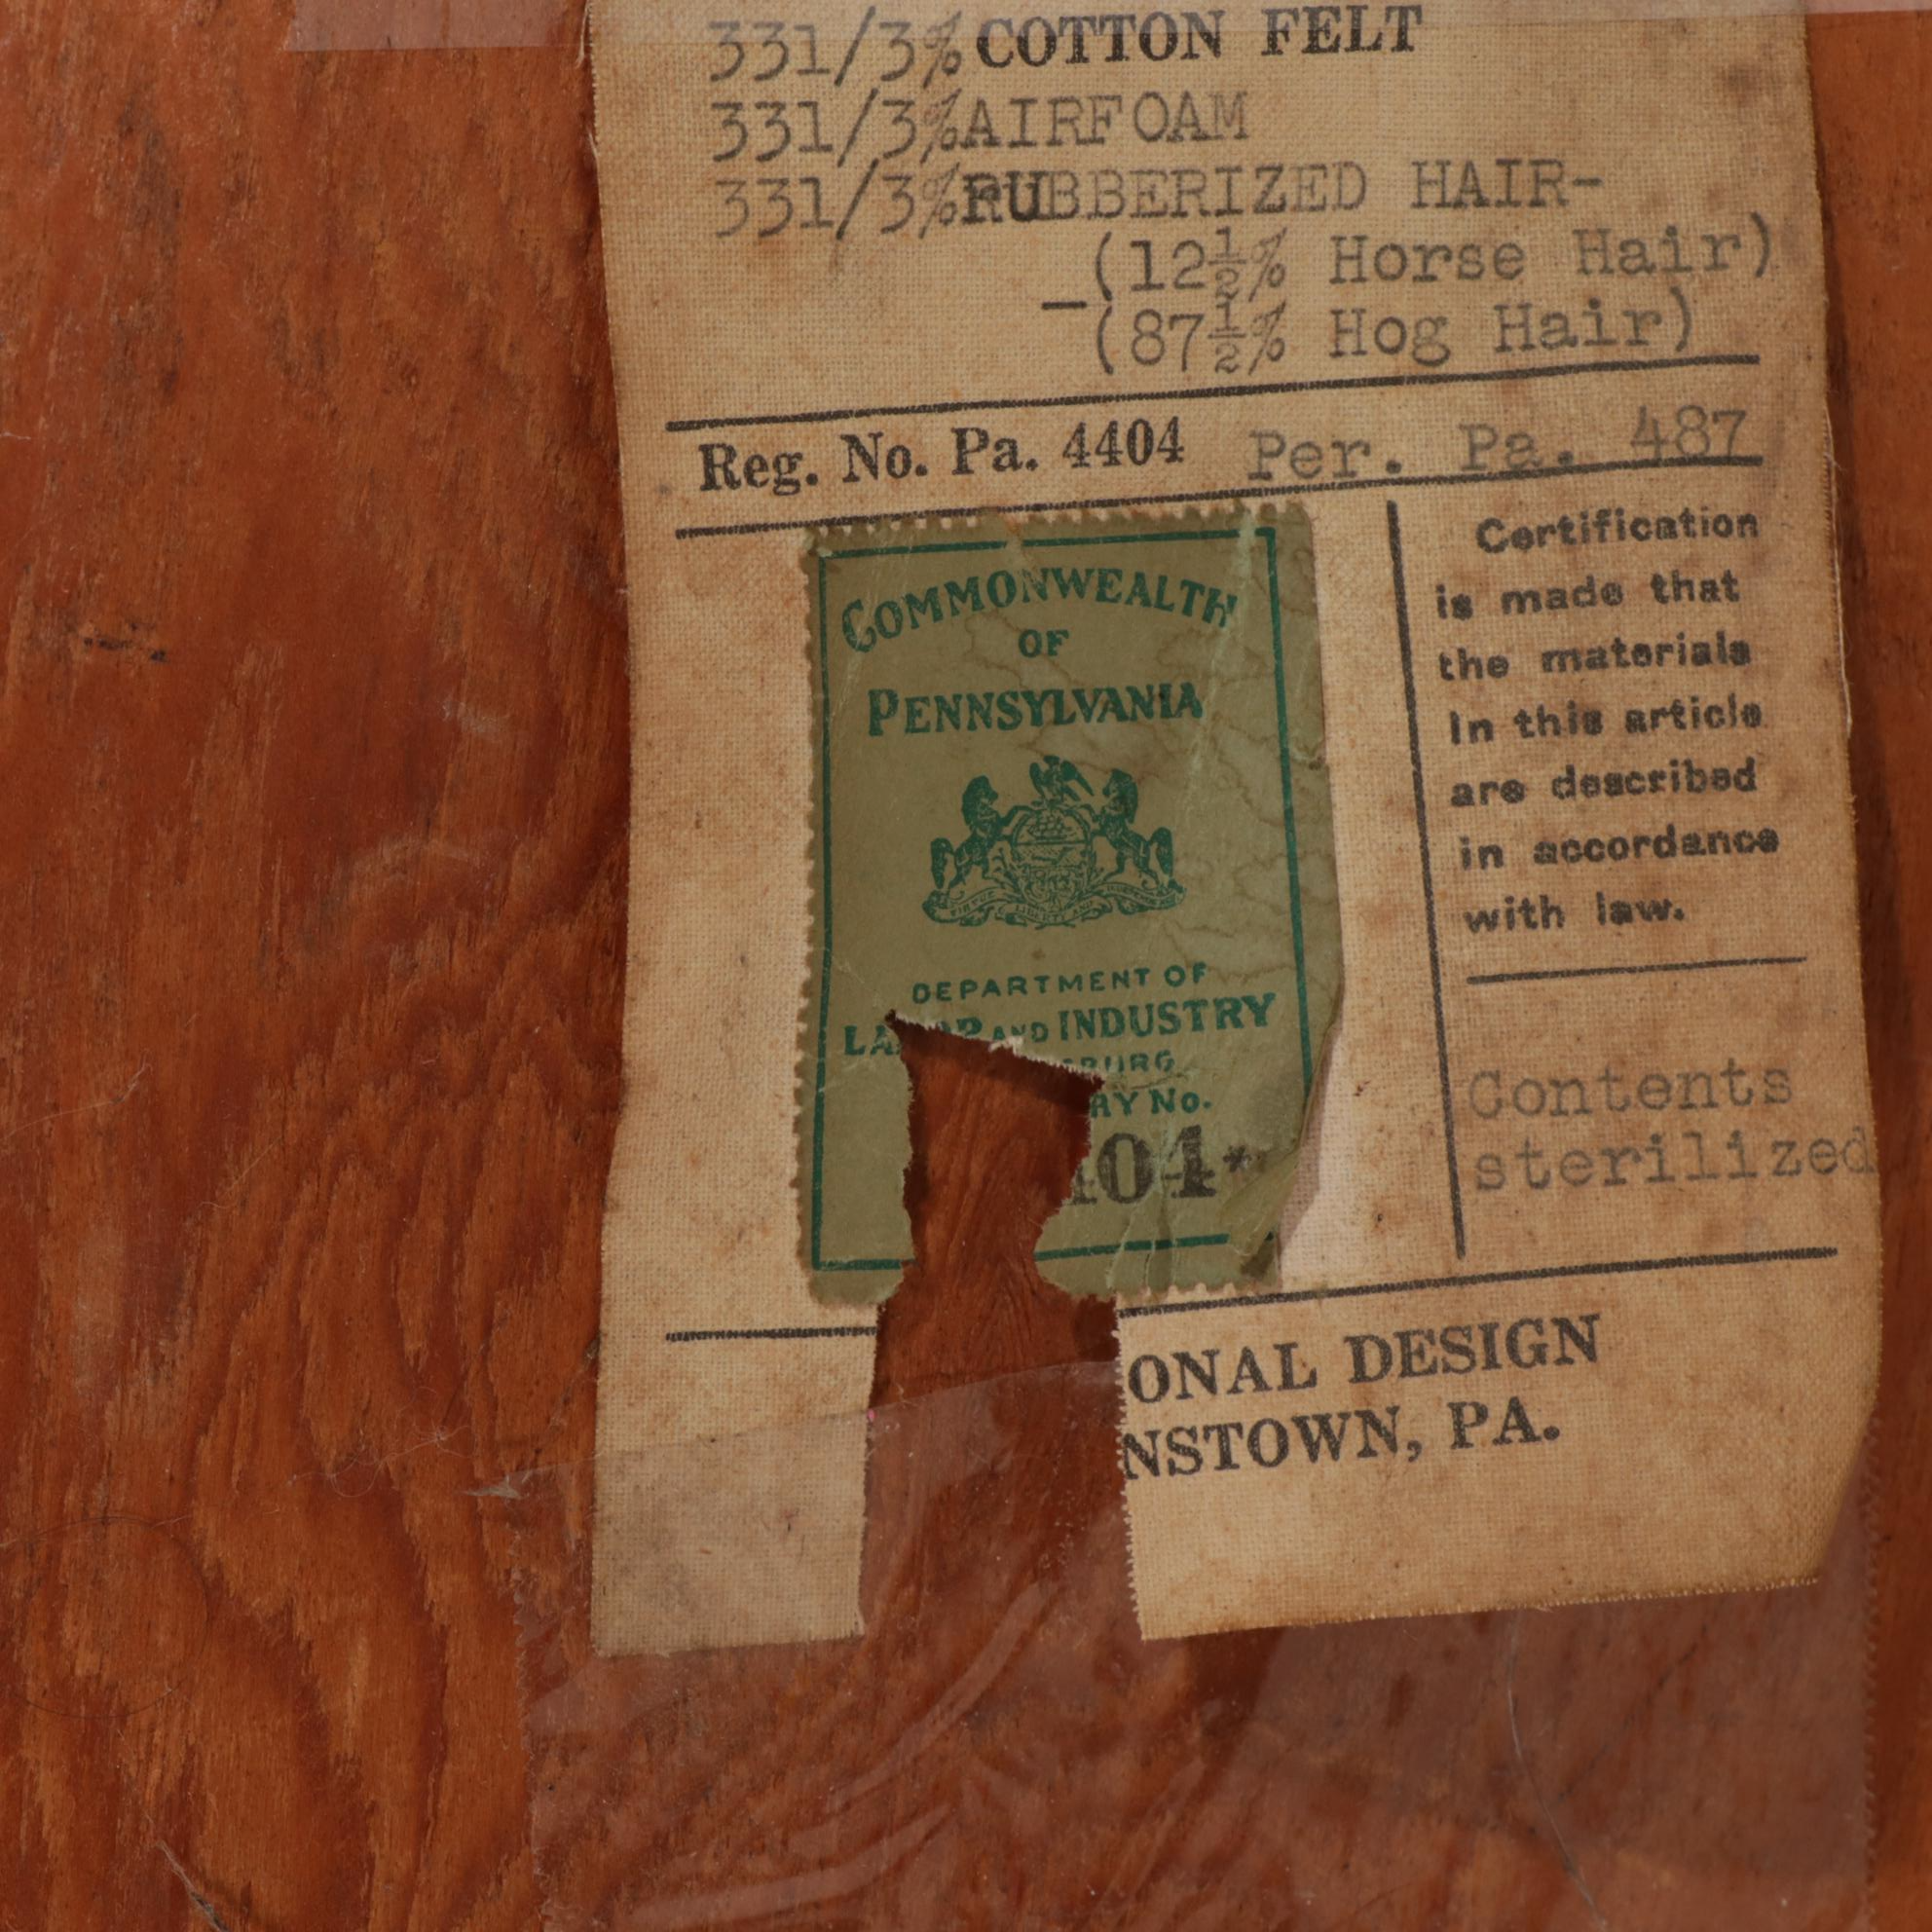 331/3% COTTON FELT
331/3%AIRFOAM
331/3%RUBBERIZED HAIR-
(12½% Horse Hair)
-(87½% Hog Hair)
Reg. No. Pa. 4404 Per. Pa. 487
COMMONWEALTH
OF
PENNSYLVANIA
DEPARTMENT OF
AND INDUSTRY
No.
Certification
is made that
the materials
In this article
are described
in accordance
with law.
Contents
sterilized
ONAL DESIGN
NSTOWN, PA.